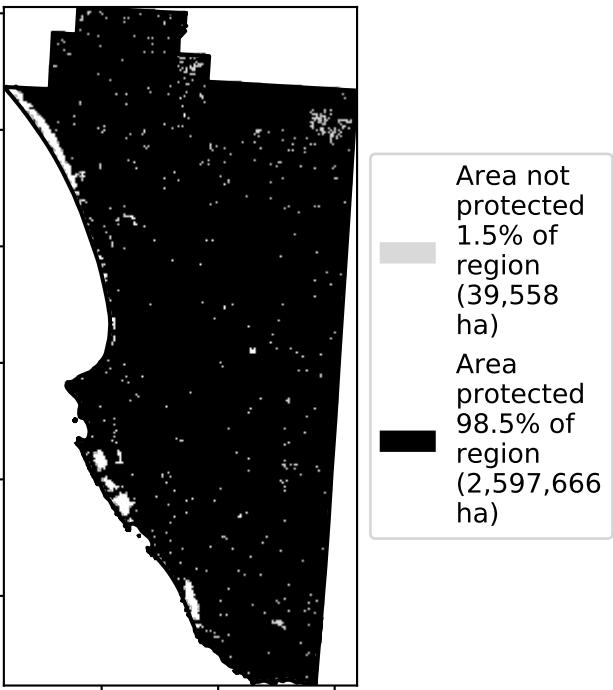 Area not
protected
1.5% of
region
(39,558
ha)
Area
protected
98.5% of
region
(2,597,666
ha)